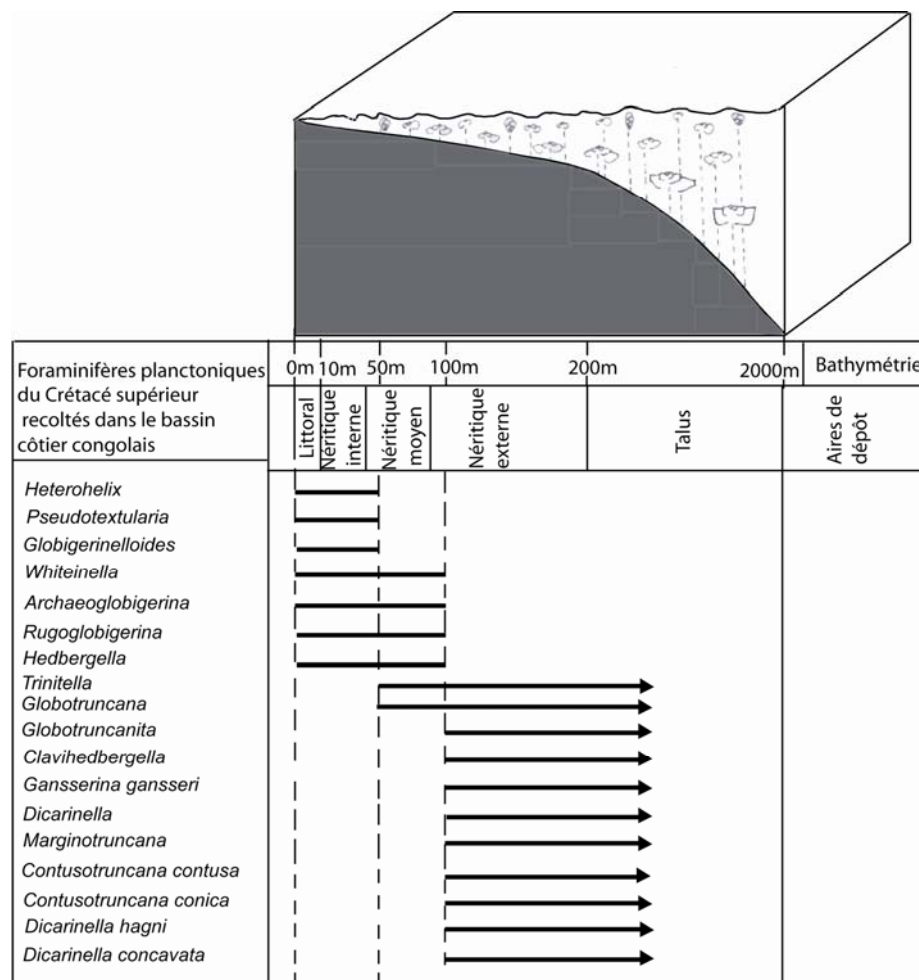 Foraminifères planctoniques
du Crétacé supérieur
recoltés dans le bassin
côtier congolais
0m 10m 50m 100m 200m 2000m Bathymétrie
Littoral
Néritique
interne
Néritique
moyen
Néritique
externe
Talus
Aires de
dépôt
Heterohelix
Pseudotextularia
Globigerinelloides
Whiteinella
Archaeoglobigerina
Rugoglobigerina
Hedbergella
Trinitella
Globotruncana
Globotruncanita
Clavihedbergella
Gansserina gansseri
Dicarinella
Marginotruncana
Contusotruncana contusa
Contusotruncana conica
Dicarinella hagni
Dicarinella concavata